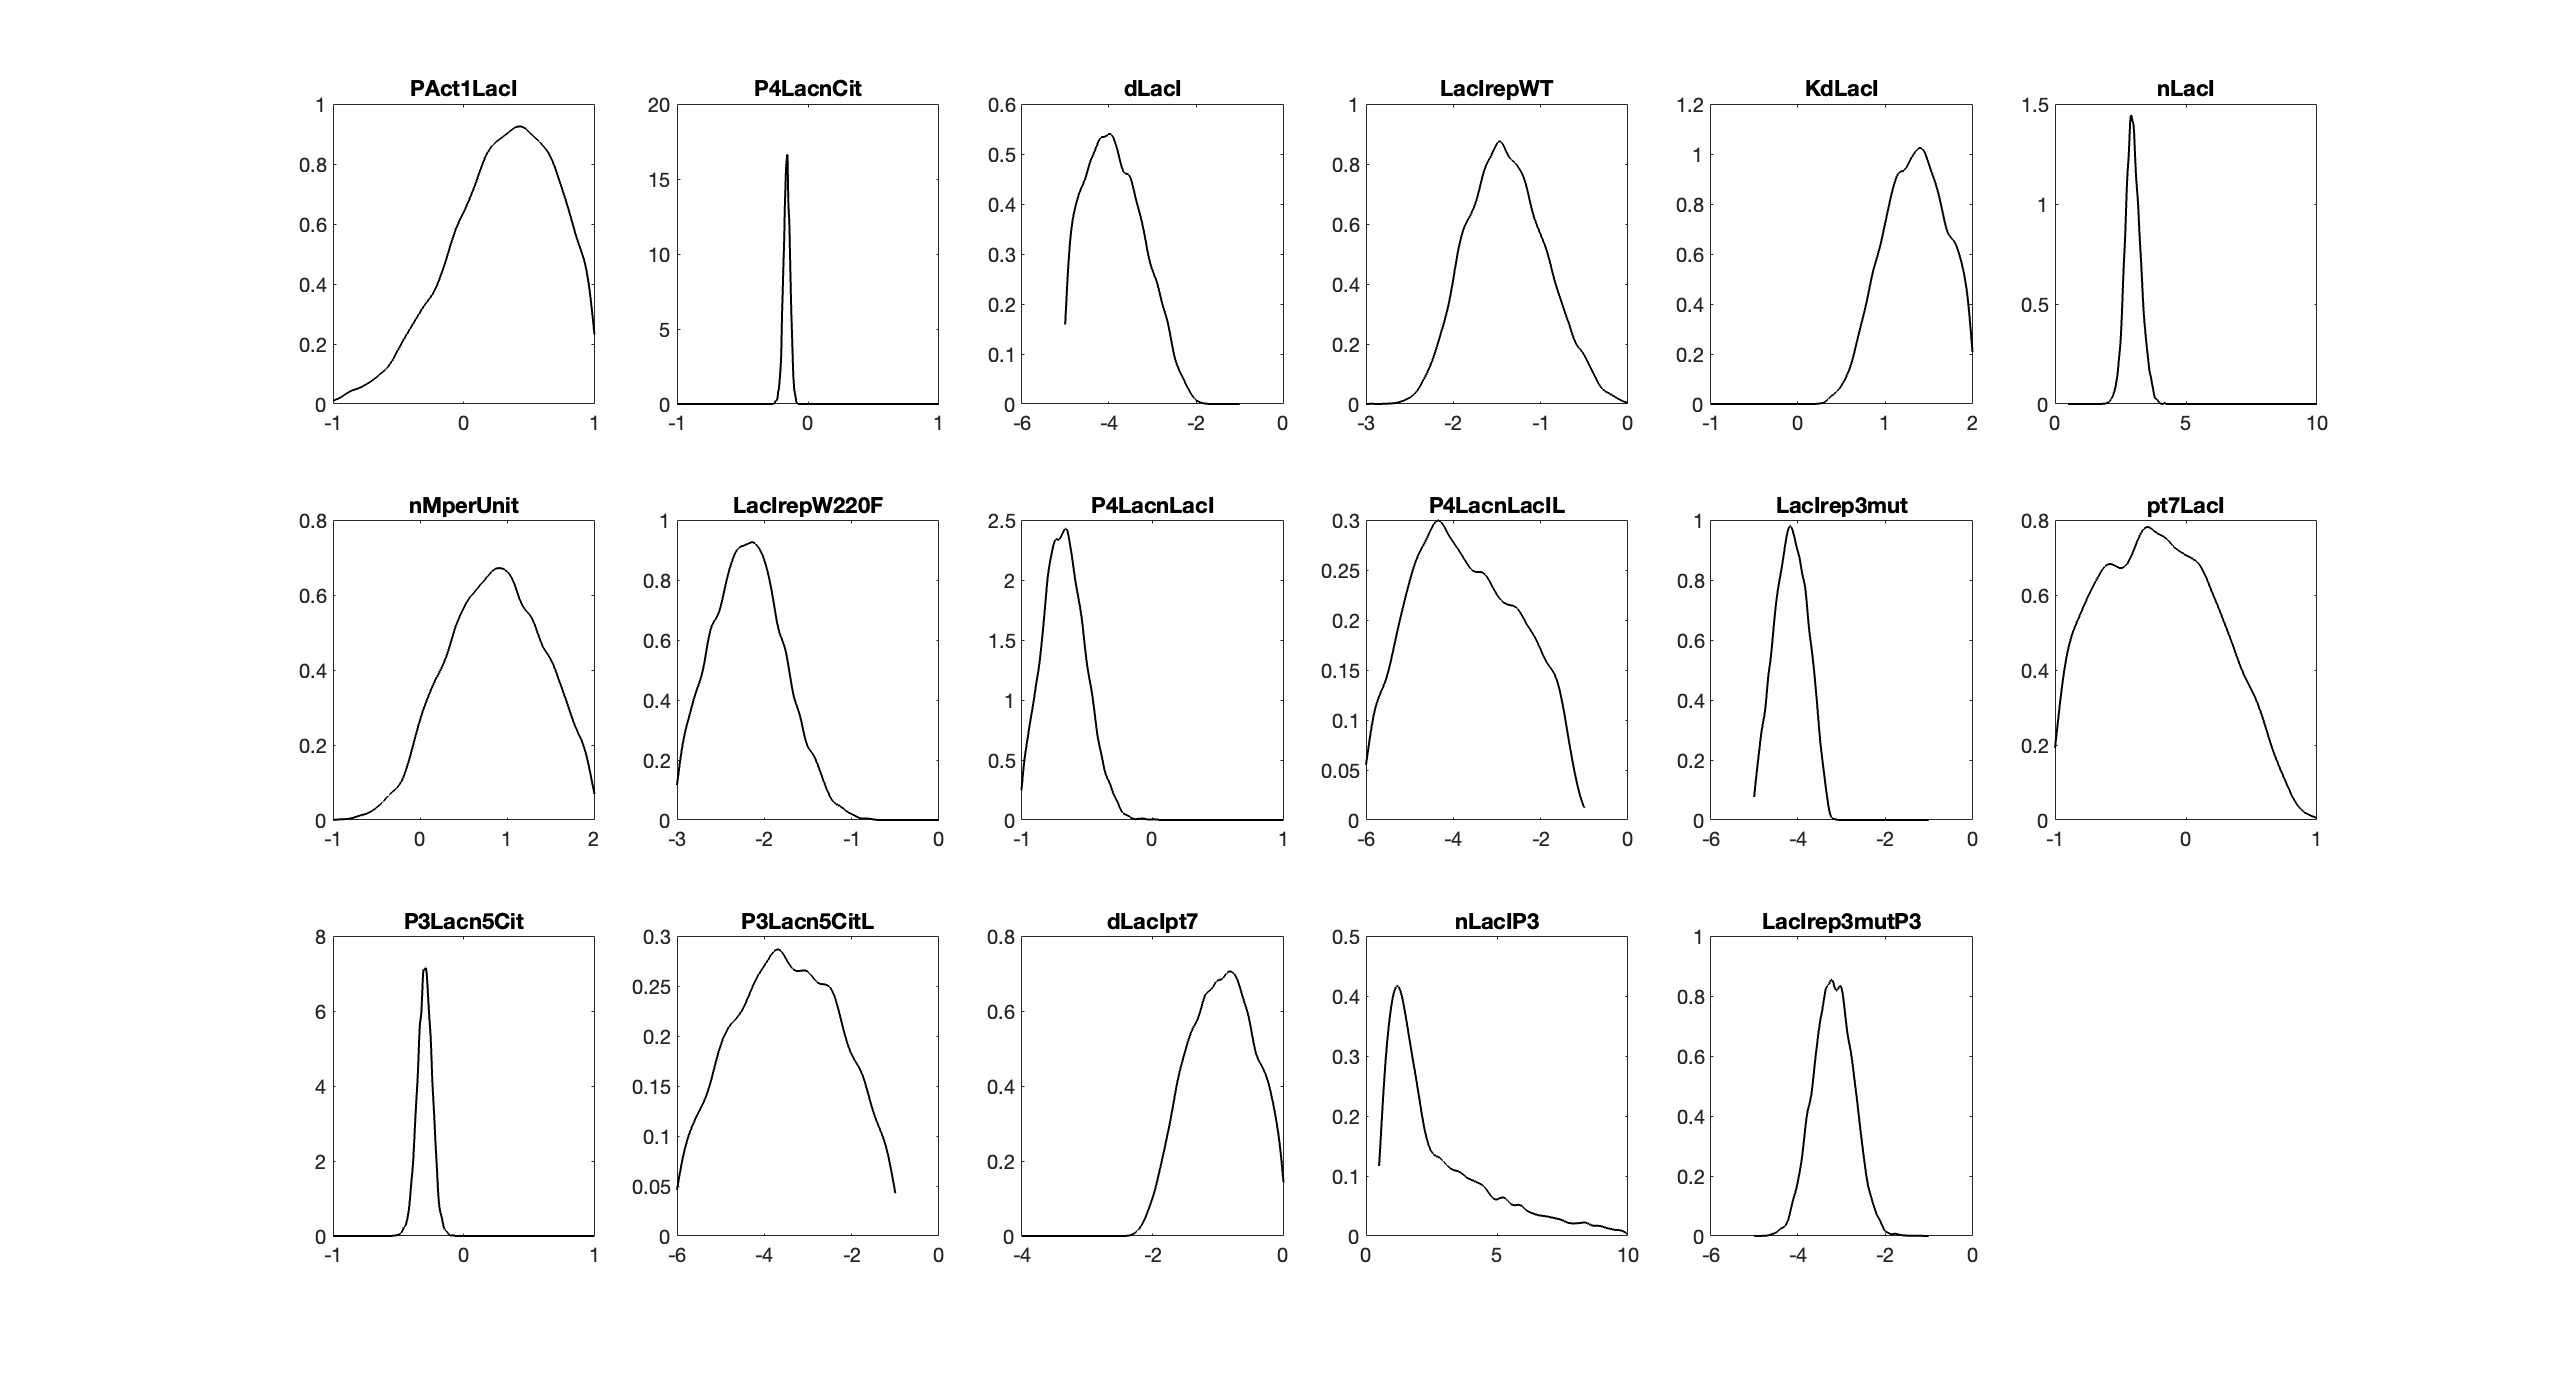 PAct1LacI P4LacnCit dLacI LacIrepWT KdLacI nLacI
1 20 0.6 1 1.2 1.5
0.8 15 0.5 0.8 1 1
0.6 10 0.4 0.6 0.8 0.5
0.4 5 0.3 0.4 0.6 0
0.2 0 0.2 0.2 0.4
0 0.1 0 0.2
0 0
-1 0 1 -1 0 1 -6 -4 -2 0 -3 -2 -1 0 -1 0 1 2 0 5 10
nMperUnit LacIrepW220F P4LacnLacI P4LacnLacIL LacIrep3mut pt7LacI
0.8 1 2.5 0.3 1 0.8
0.6 0.8 2 0.25 0.8 0.6
0.4 0.6 1.5 0.2 0.6 0.4
0.2 0.4 1 0.15 0.4 0.2
0 0.2 0.5 0.1 0.2 0
0 0 0.05 0
0
-1 0 1 2 -3 -2 -1 0 -1 0 1 -6 -4 -2 0 -6 -4 -2 0 -1 0 1
P3Lacn5Cit P3Lacn5CitL dLacIpt7 nLacIP3 LacIrep3mutP3
8 0.3 0.8 0.5 1
6 0.25 0.6 0.4 0.8
4 0.2 0.4 0.3 0.6
2 0.15 0.2 0.2 0.4
0 0.1 0 0.1 0.2
0.05 0 0
0
-1 0 1 -6 -4 -2 0 -4 -2 0 0 5 10 -6 -4 -2 0